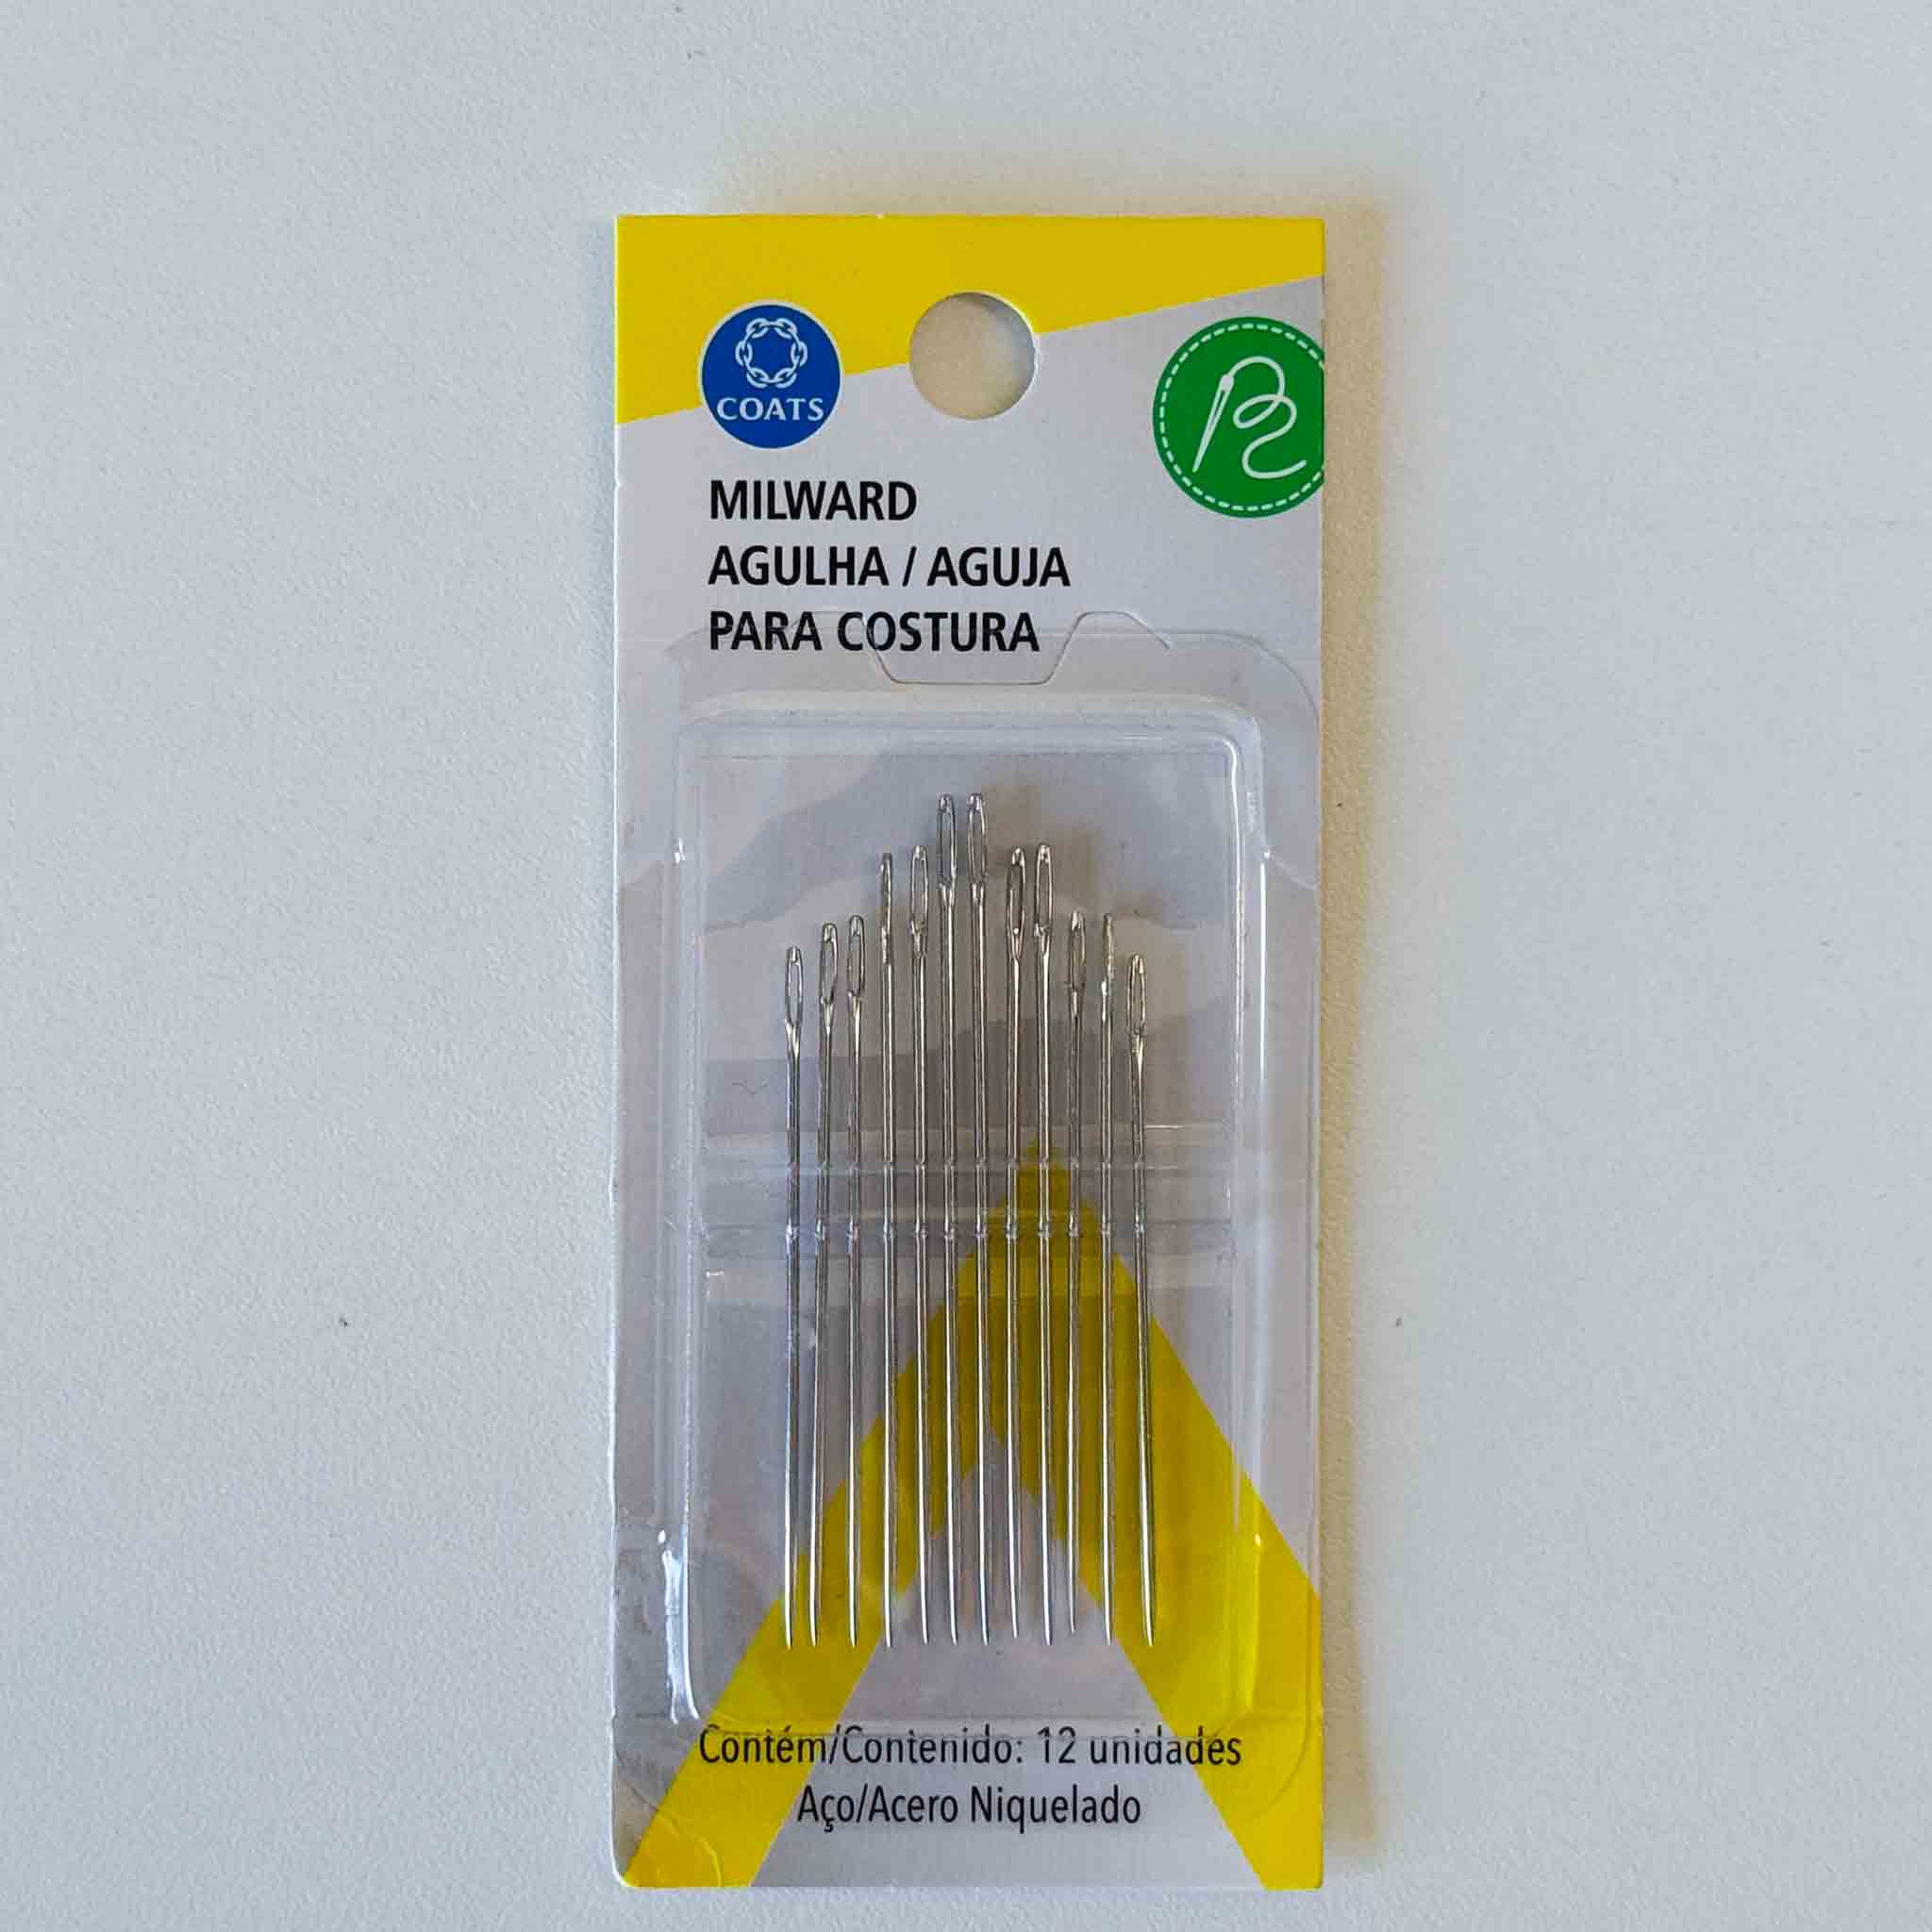 COATS
MILWARD
AGULHA / AGUJA
PARA COSTURA
Contém/Contenido: 12 unidades
Aço/Acero Niquelado